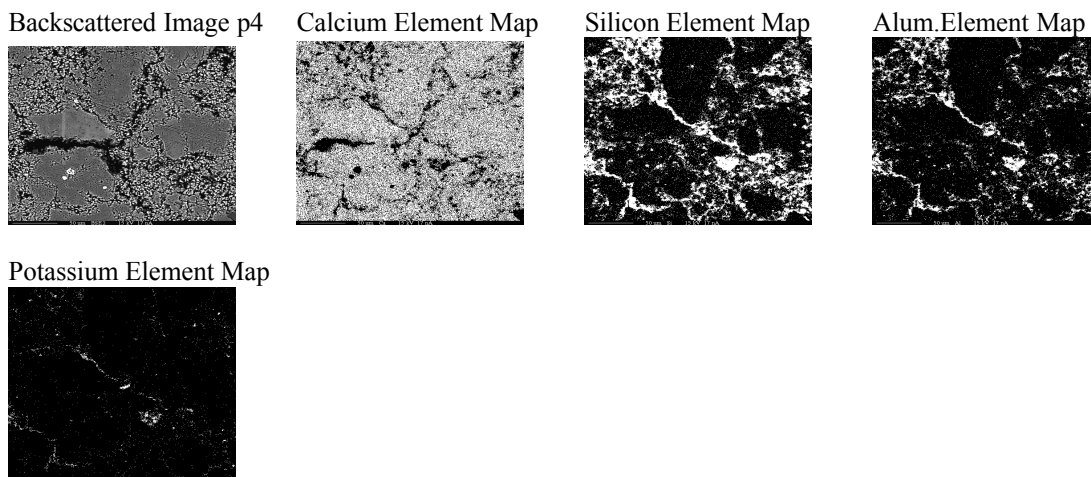 Backscattered Image p4
Calcium Element Map
Silicon Element Map
Alum.Element Map
Potassium Element Map